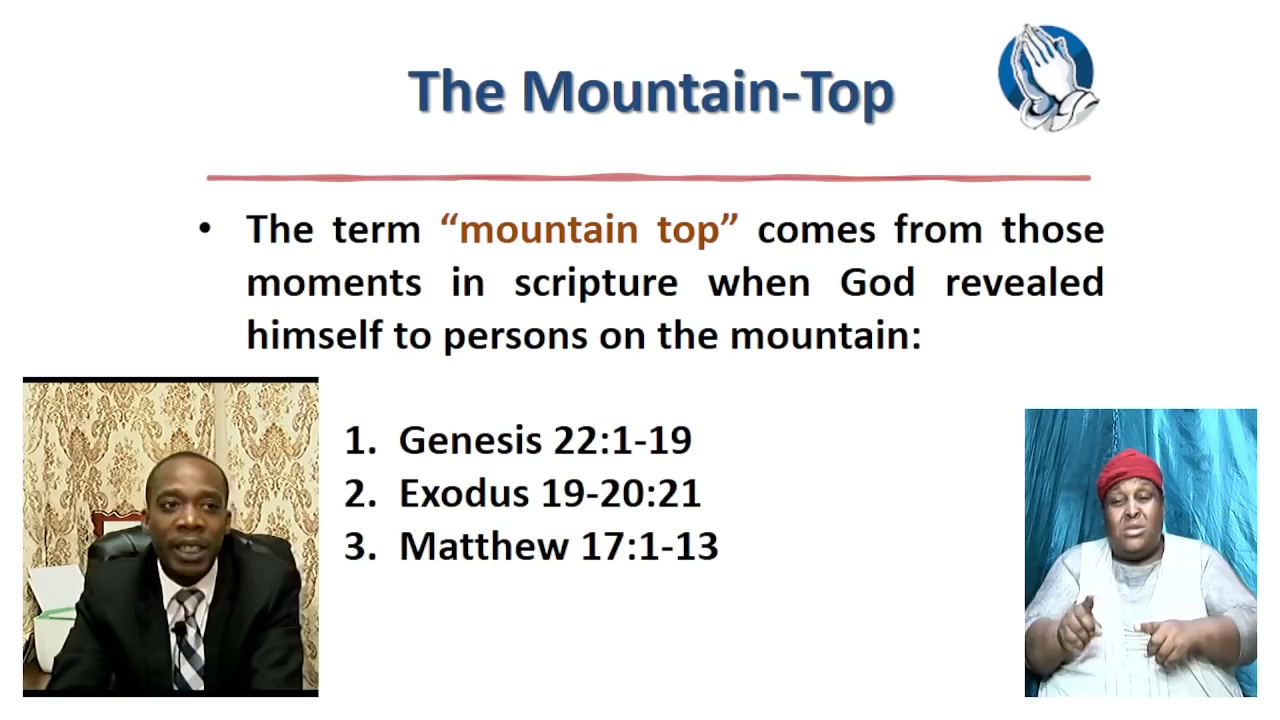 The Mountain-Top
• The term “mountain top” comes from those
moments in scripture when God revealed
himself to persons on the mountain:
1. Genesis 22:1-19
2. Exodus 19-20:21
3. Matthew 17:1-13